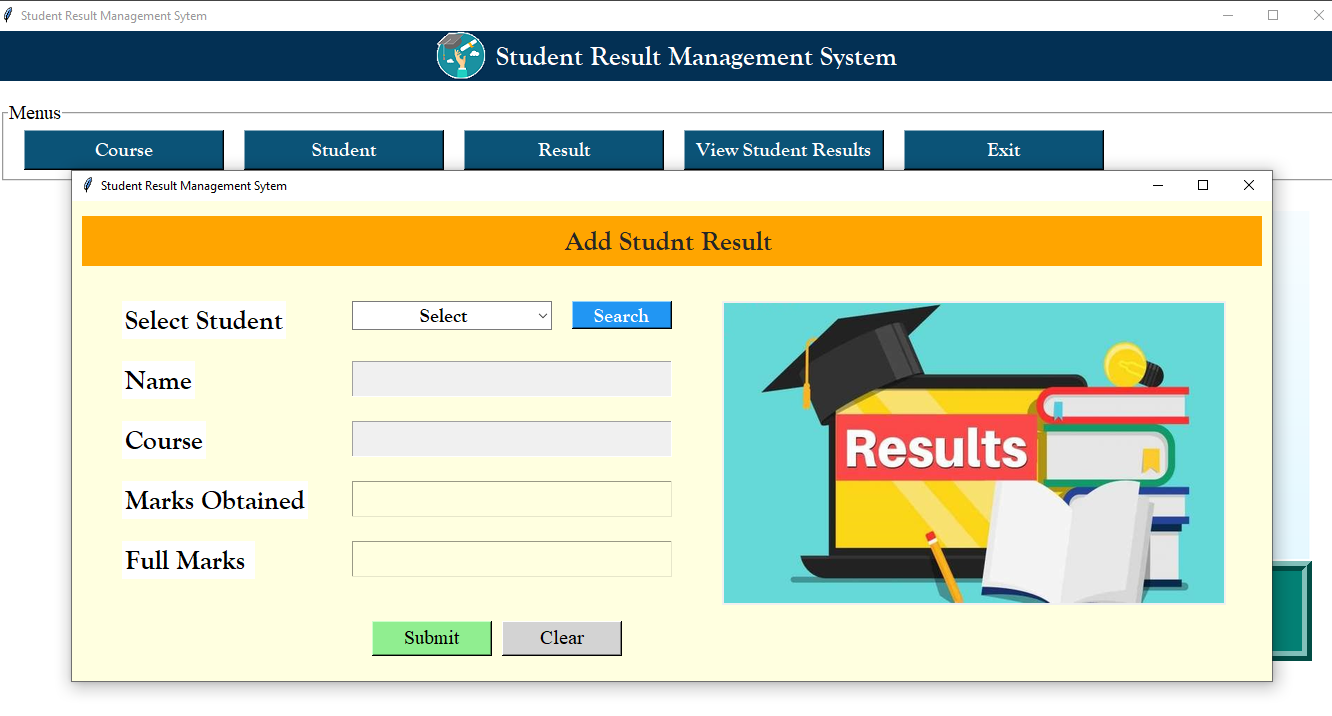 Student Result Management Sytem
Student Result Management System
Menus
Course Student Result View Student Results Exit
Student Result Management Sytem
Add Studnt Result
Select Student Select Search
Name
Course
Results
Marks Obtained
Full Marks
Submit Clear